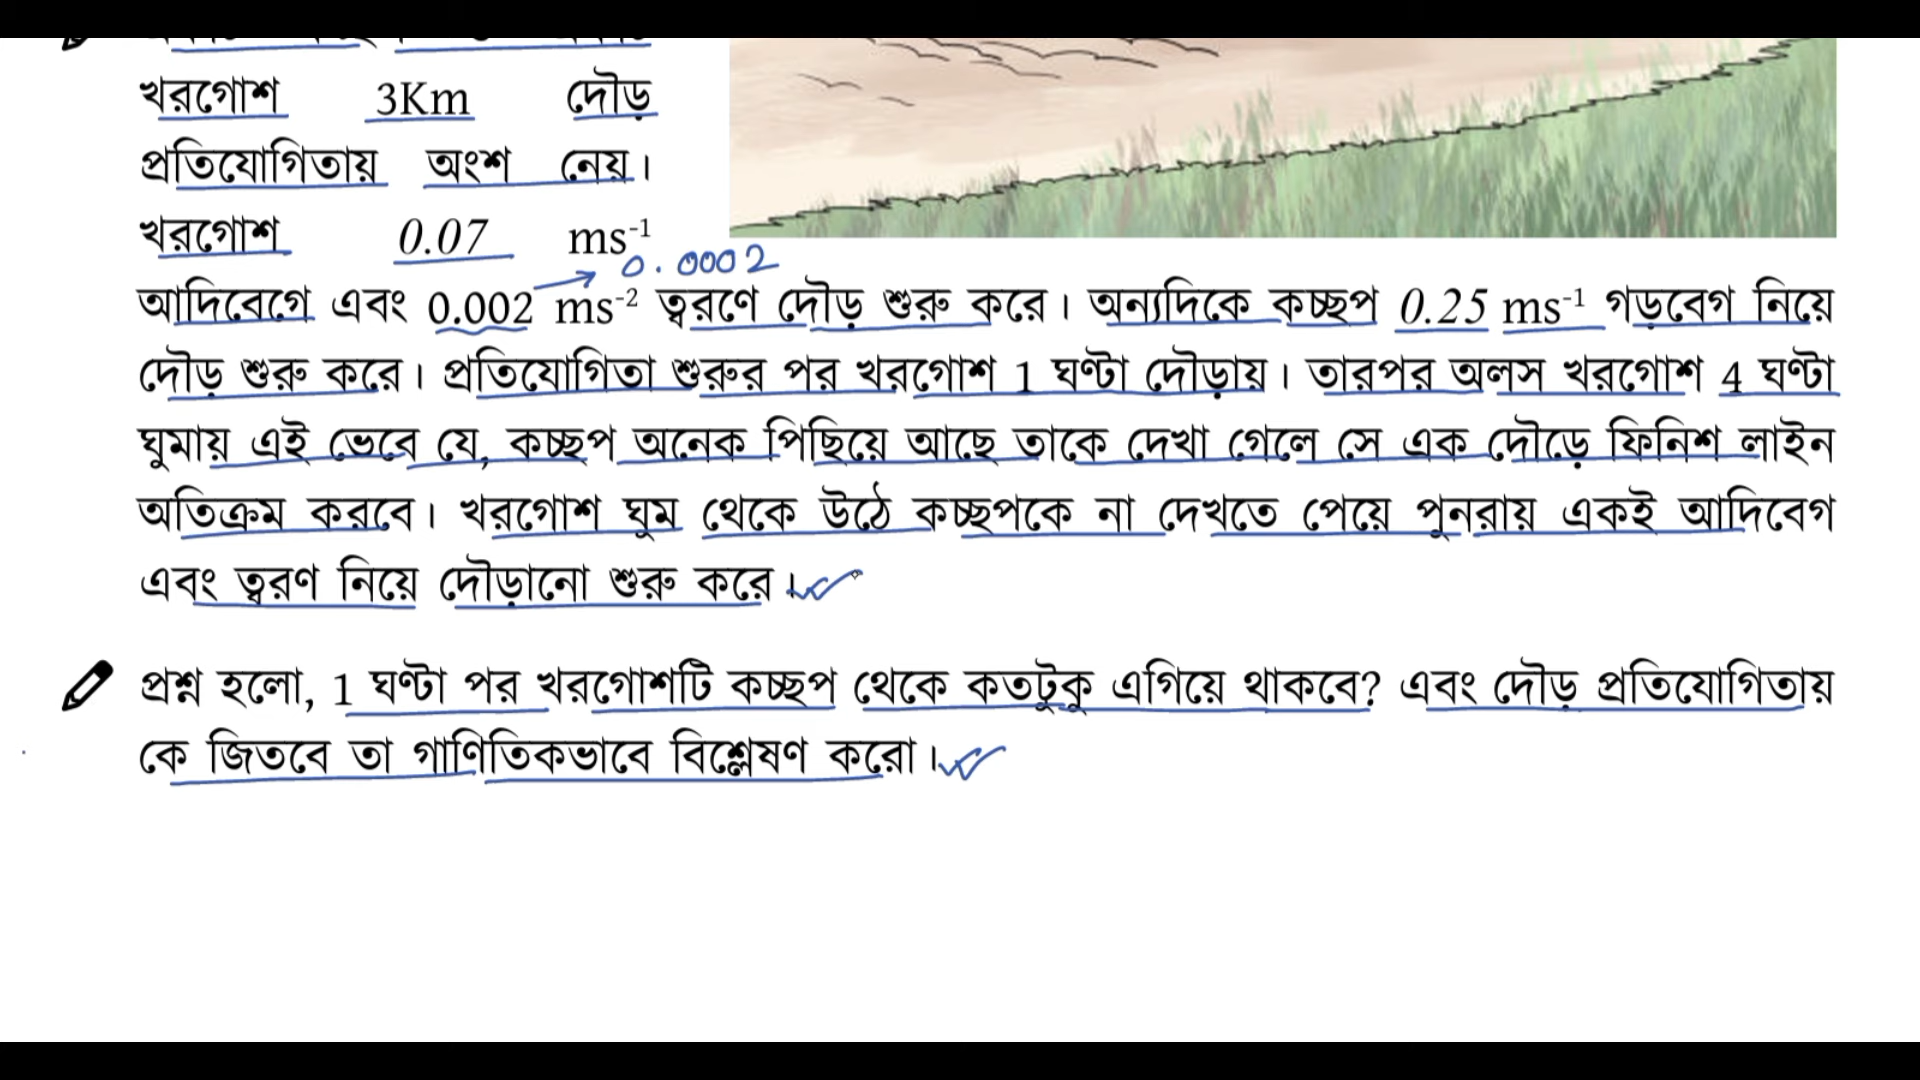 খরগোশ 3Km দৌড়
প্রতিযোগিতায় অংশ নেয়।
খরগোশ 0.07 ms⁻¹
0.0002
আদিবেগে এবং 0.002 ms⁻² ত্বরণে দৌড় শুরু করে। অন্যদিকে কচ্ছপ 0.25 ms⁻¹ গড়বেগ নিয়ে
দৌড় শুরু করে। প্রতিযোগিতা শুরুর পর খরগোশ 1 ঘণ্টা দৌড়ায়। তারপর অলস খরগোশ 4 ঘণ্টা
ঘুমায় এই ভেবে যে, কচ্ছপ অনেক পিছিয়ে আছে তাকে দেখা গেলে সে এক দৌড়ে ফিনিশ লাইন
অতিক্রম করবে। খরগোশ ঘুম থেকে উঠে কচ্ছপকে না দেখতে পেয়ে পুনরায় একই আদিবেগ
এবং ত্বরণ নিয়ে দৌড়ানো শুরু করে।
প্রশ্ন হলো, 1 ঘণ্টা পর খরগোশটি কচ্ছপ থেকে কতটুকু এগিয়ে থাকবে? এবং দৌড় প্রতিযোগিতায়
কে জিতবে তা গাণিতিকভাবে বিশ্লেষণ করো।